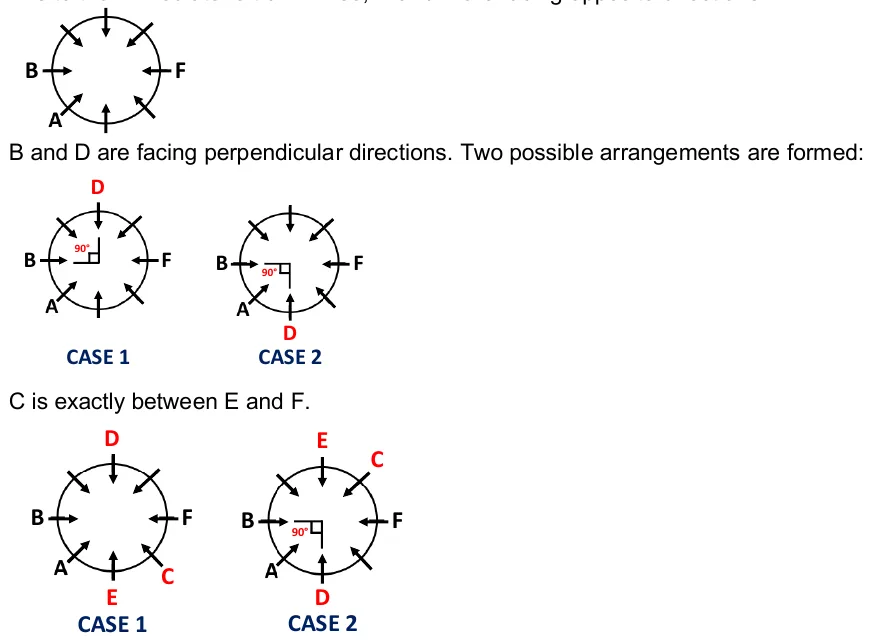 B F
A
B and D are facing perpendicular directions. Two possible arrangements are formed:
D
90°
B F
A
CASE 1
B F
90°
A
D
CASE 2
C is exactly between E and F.
D
B F
A C
E
CASE 1
E
C
B F
90°
A
D
CASE 2